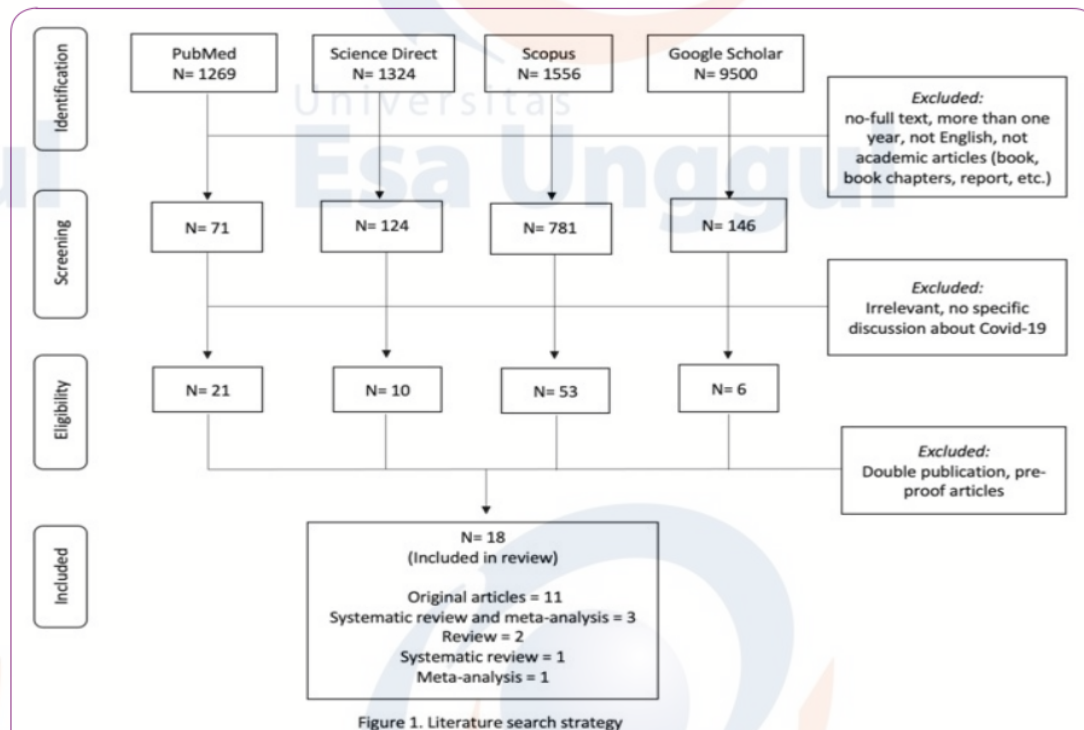 Identification
PubMed
N= 1269
Science Direct
N= 1324
Scopus
N= 1556
Google Scholar
N= 9500
Excluded:
no-full text, more than one
year, not English, not
academic articles (book,
book chapters, report, etc.)
Universitas
Esa Unggul
ul
Screening
N= 71
N= 124
N= 781
N= 146
Excluded:
Irrelevant, no specific
discussion about Covid-19
Eligibility
N= 21
N= 10
N= 53
N= 6
Excluded:
Double publication, pre-
proof articles
Included
N= 18
(Included in review)
Original articles = 11
Systematic review and meta-analysis = 3
Review = 2
Systematic review = 1
Meta-analysis = 1
Figure 1. Literature search strategy